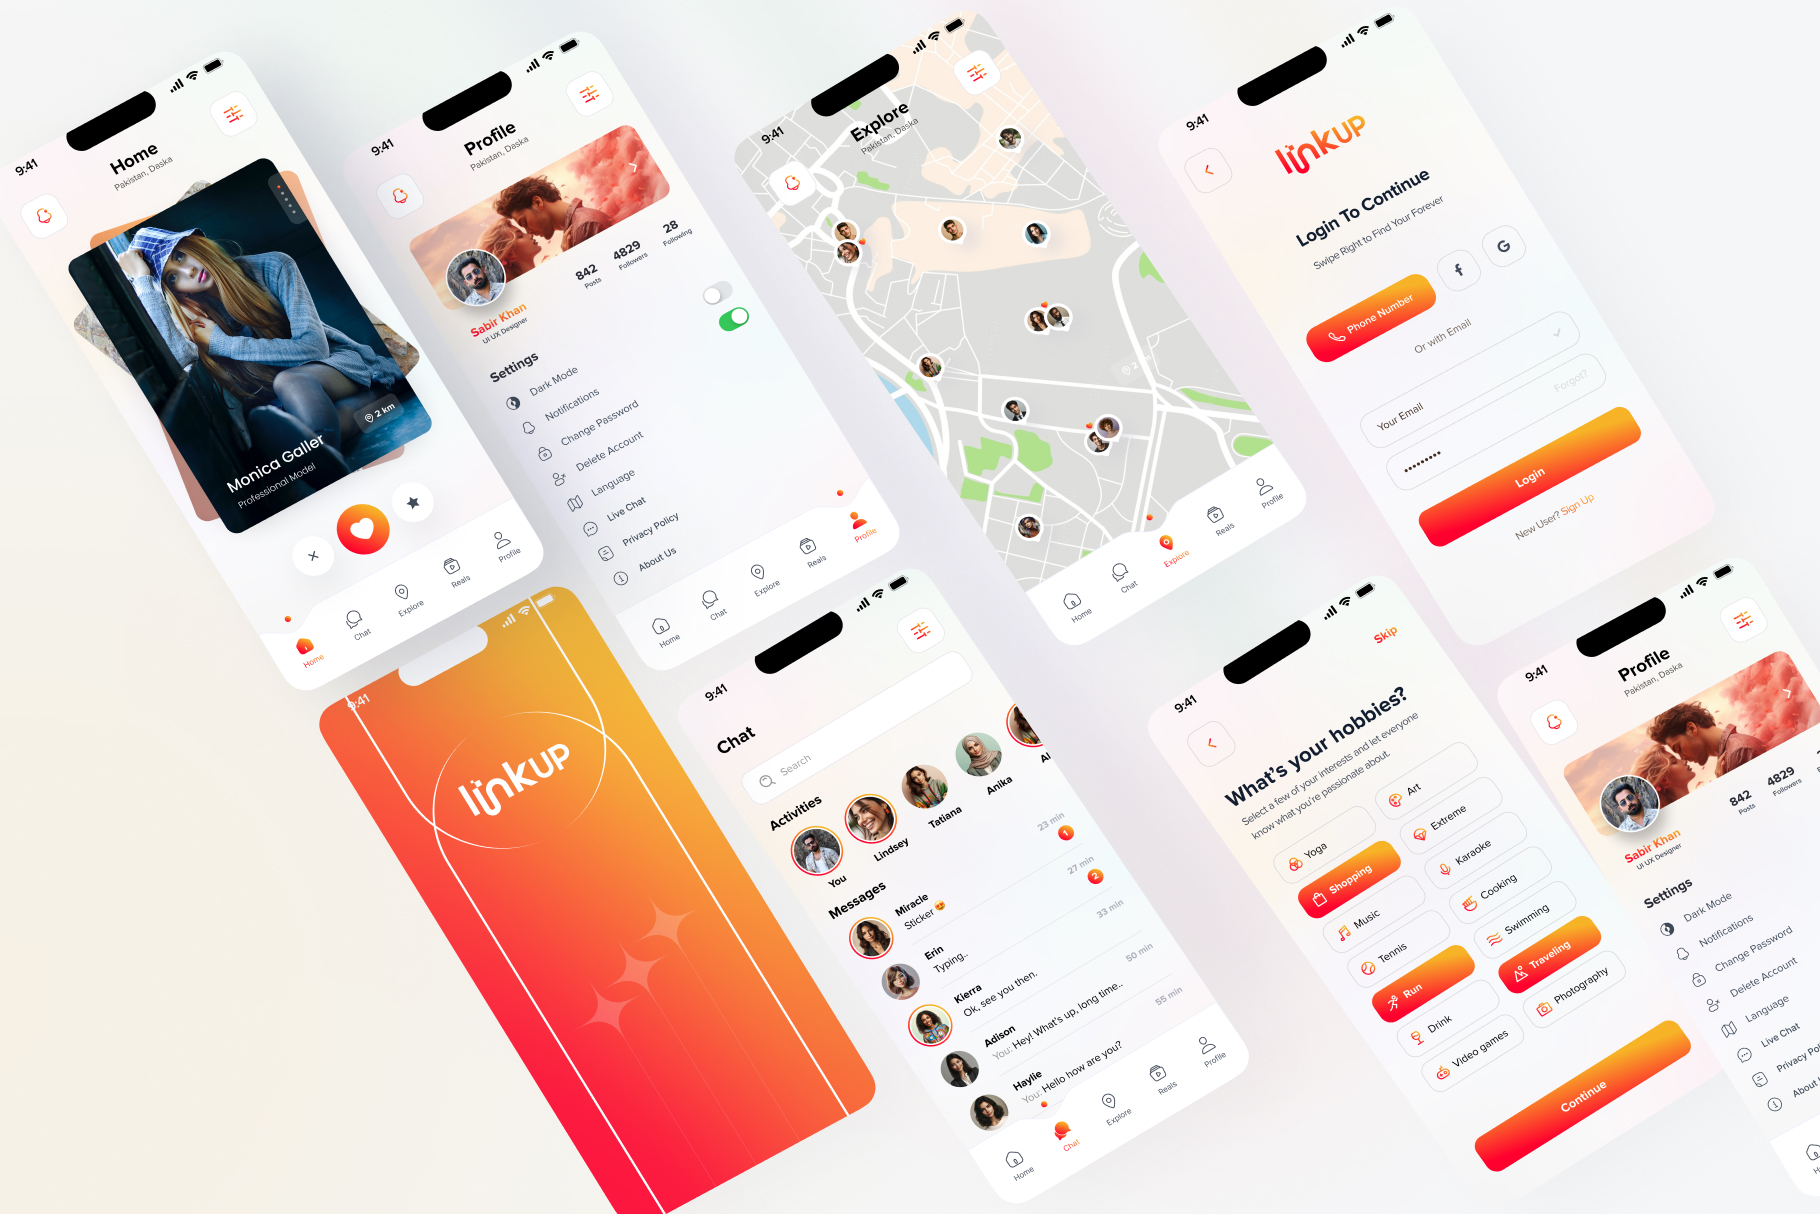 9:41
Home
Pakistan, Daska
Monica Galler
Professional Model
2 km
Home
Chat
Explore
Reals
Profile
9:41
Profile
Pakistan, Daska
842
Posts
4829
Followers
28
Following
Sabir Khan
UI UX Designer
Settings
Dark Mode
Notifications
Change Password
Delete Account
Language
Live Chat
Privacy Policy
About Us
Home
Chat
Explore
Reals
Profile
9:41
Explore
Pakistan, Daska
Home
Chat
Explore
Reals
Profile
9:41
linkup
Login To Continue
Swipe Right to Find Your Forever
Phone Number
G
Or with Email
Your Email
Forgot?
Login
New User? Sign Up
9:41
linkup
9:41
Chat
Search
Activities
You
Lindsey
Tatiana
Anika
Messages
Miracle
Sticker 😍
23 min
1
Erin
Typing..
27 min
2
Kierra
Ok, see you then.
33 min
Adison
You: Hey! What's up, long time..
50 min
Haylie
You: Hello how are you?
55 min
Home
Chat
Explore
Reals
Profile
9:41
Skip
What's your hobbies?
Select a few of your interests and let everyone
know what you're passionate about.
Yoga
Art
Shopping
Extreme
Music
Karaoke
Tennis
Cooking
Run
Swimming
Drink
Traveling
Video games
Photography
Continue
9:41
Profile
Pakistan, Daska
842
Posts
4829
Followers
Sabir Khan
UI UX Designer
Settings
Dark Mode
Notifications
Change Password
Delete Account
Language
Live Chat
Privacy Pol
About